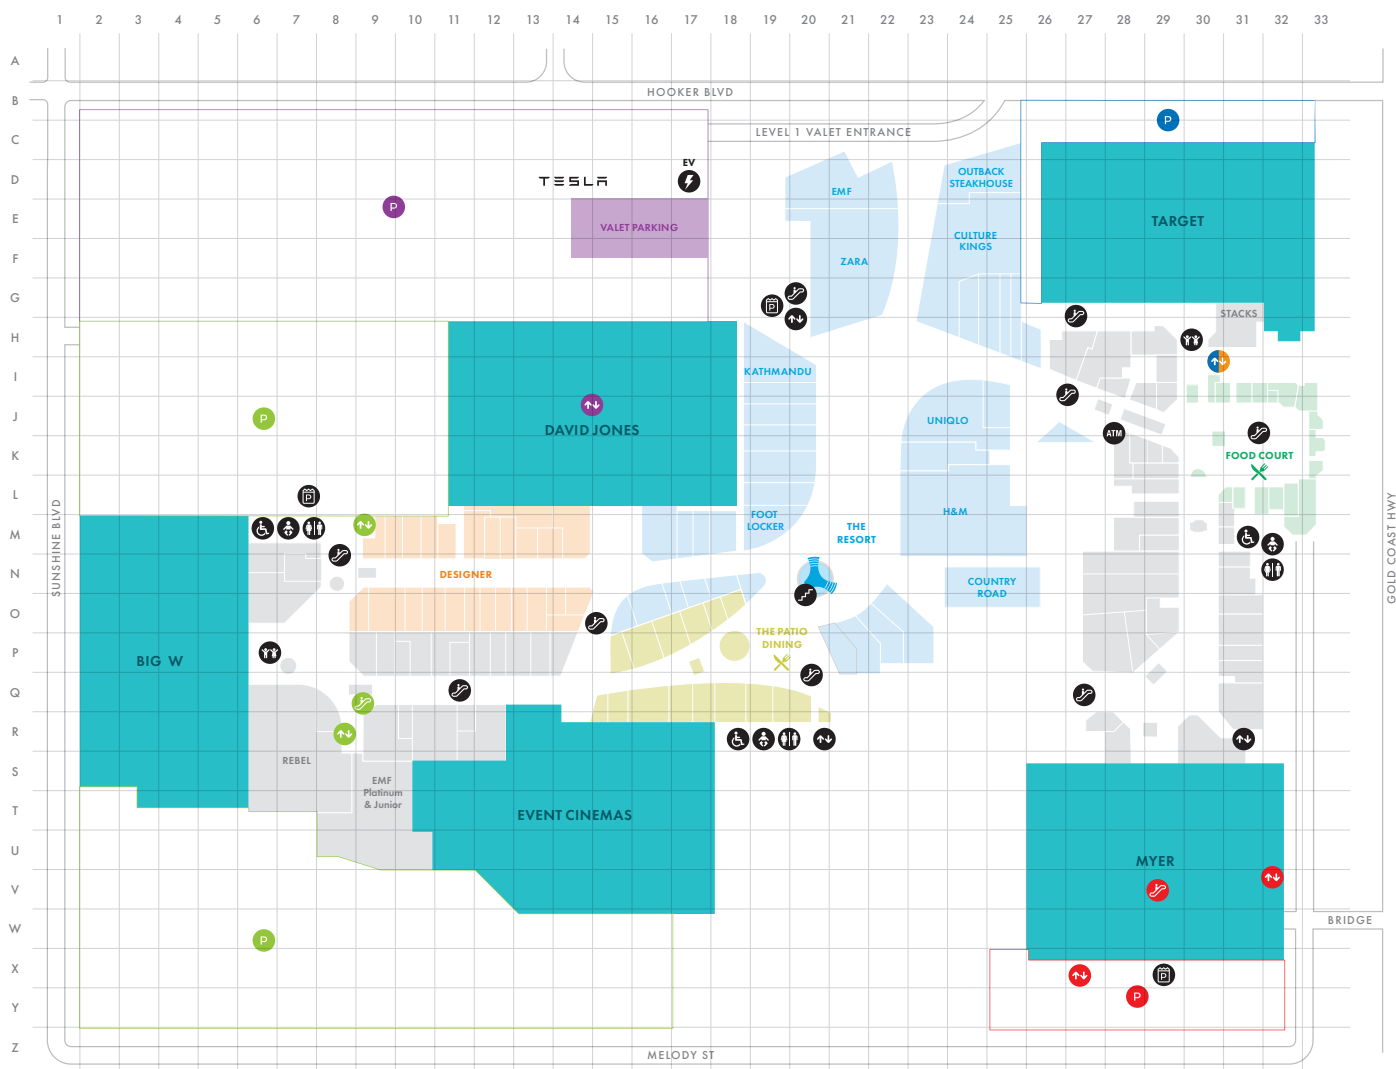 1 2 3 4 5 6 7 8 9 10 11 12 13 14 15 16 17 18 19 20 21 22 23 24 25 26 27 28 29 30 31 32 33
A
B
HOOKER BLVD
C
LEVEL 1 VALET ENTRANCE
P
D
TESLA
EV
EMF
OUTBACK
STEAKHOUSE
E
P
VALET PARKING
TARGET
F
ZARA
CULTURE
KINGS
G
P
STACKS
H
I
KATHMANDU
J
P
DAVID JONES
UNIQLO
ATM
K
FOOD COURT
L
P
SUNSHINE BLVD
GOLD COAST HWY
M
FOOT
LOCKER
THE
RESORT
H&M
N
DESIGNER
COUNTRY
ROAD
O
P
BIG W
THE PATIO
DINING
Q
R
REBEL
S
EMF
Platinum
& Junior
T
EVENT CINEMAS
U
MYER
V
W
P
BRIDGE
X
P
P
Y
Z
MELODY ST